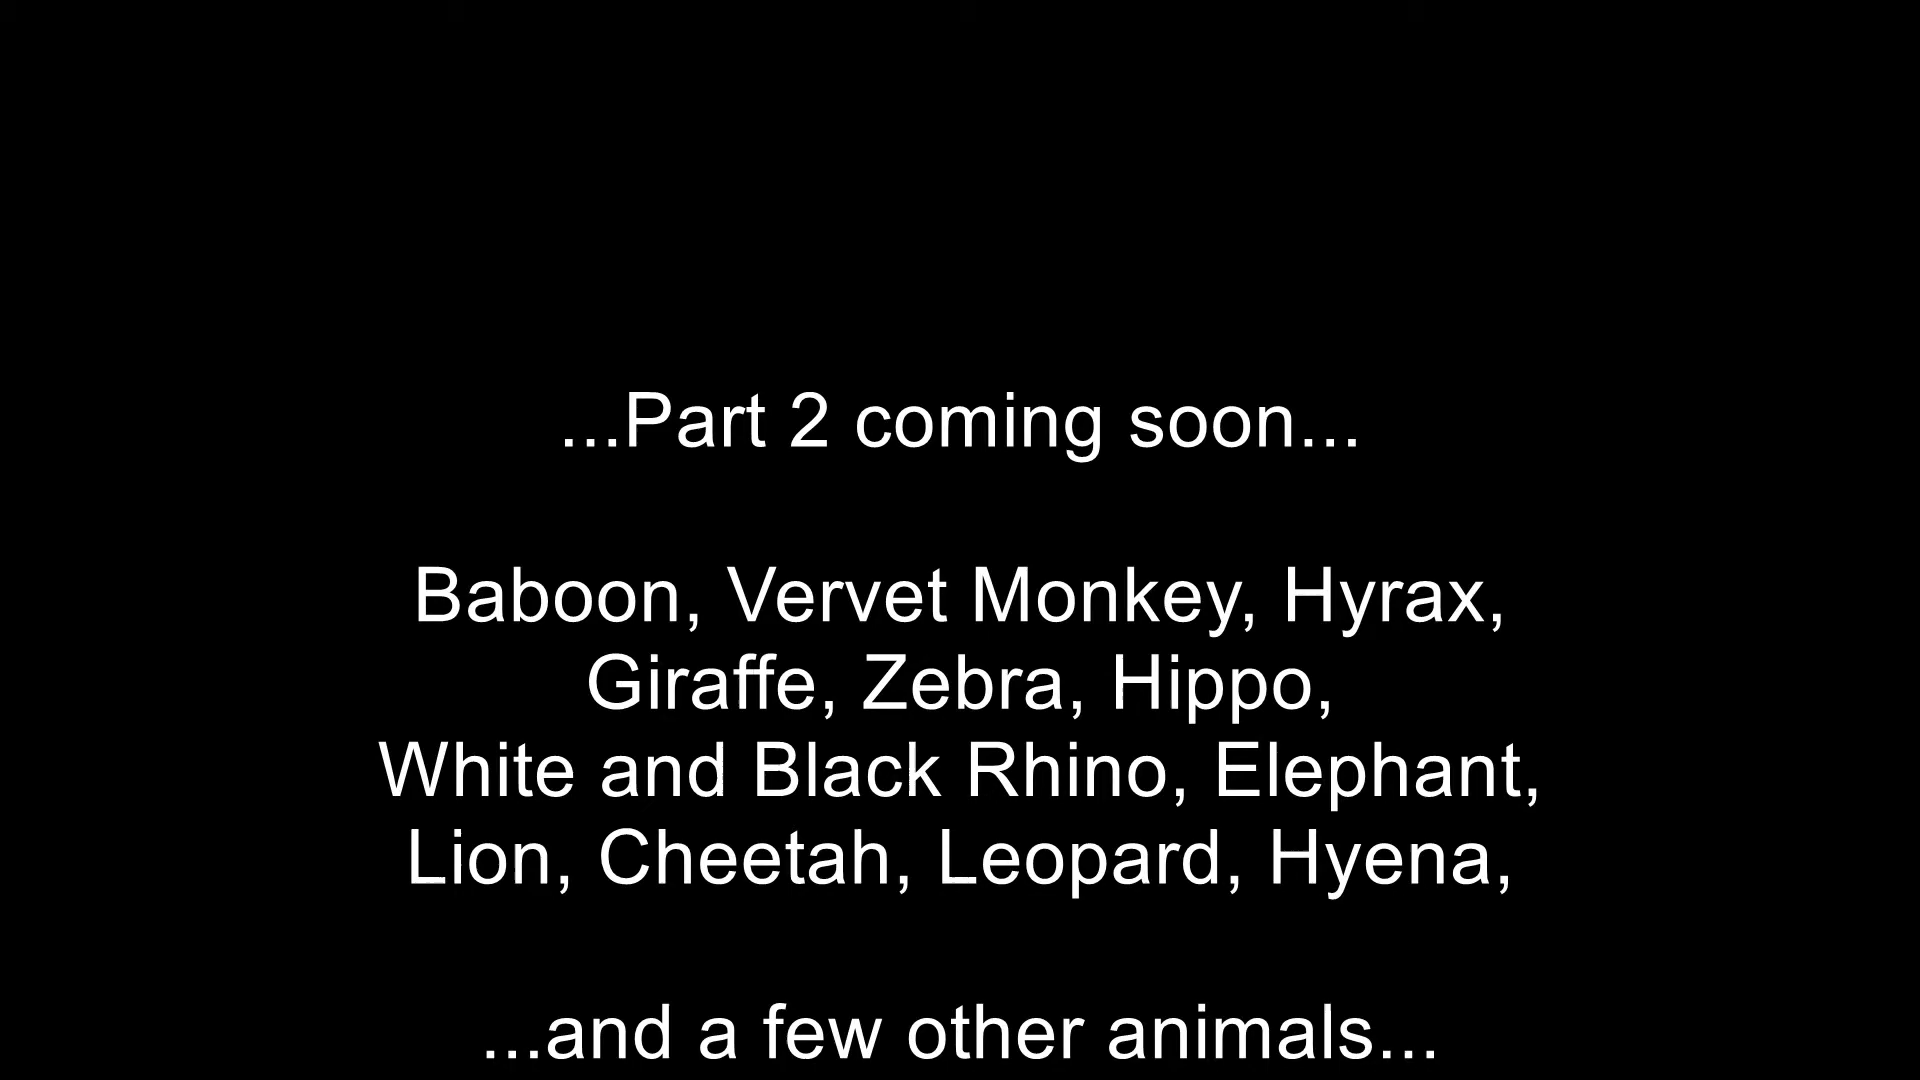 ...Part 2 coming soon...
Baboon, Vervet Monkey, Hyrax,
Giraffe, Zebra, Hippo,
White and Black Rhino, Elephant,
Lion, Cheetah, Leopard, Hyena,
...and a few other animals...